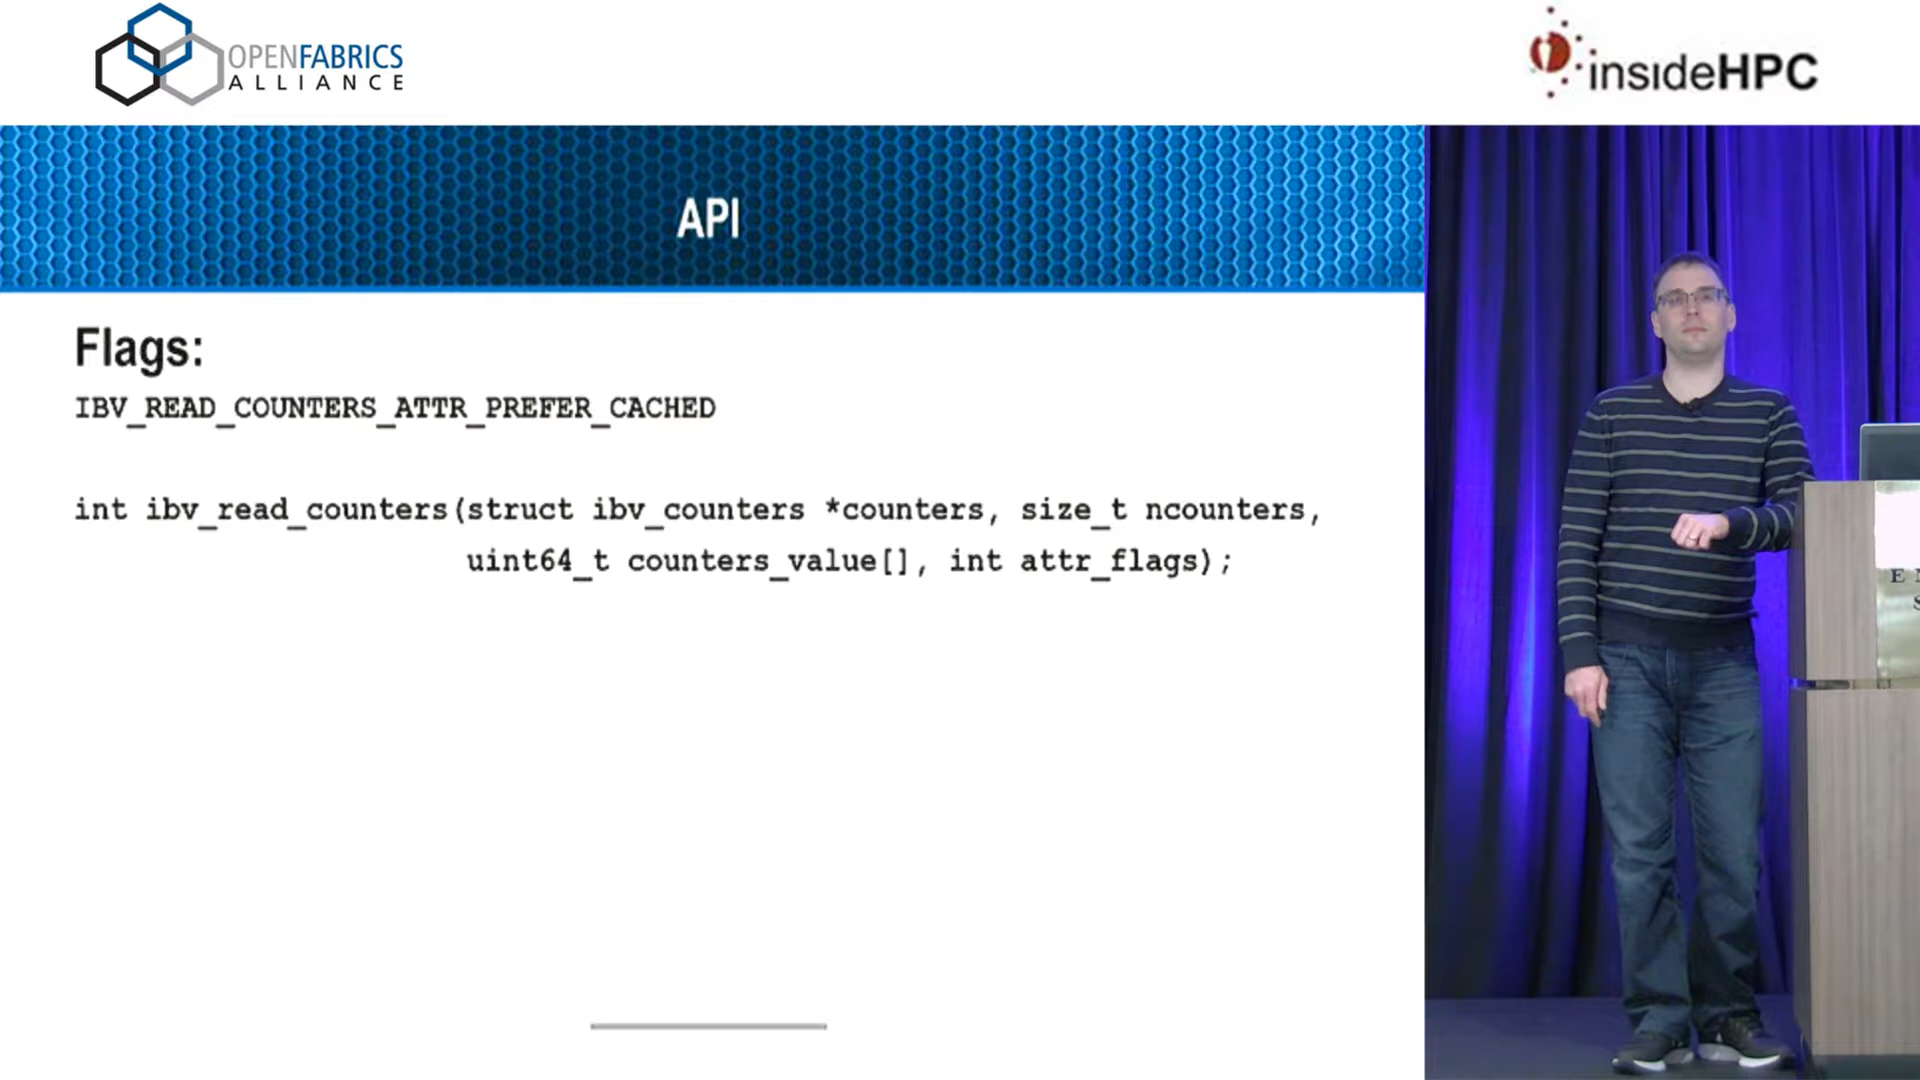 OPENFABRICS
ALLIANCE
insideHPC
API
Flags:
IBV_READ_COUNTERS_ATTR_PREFER_CACHED
int ibv_read_counters(struct ibv_counters *counters, size_t ncounters,
uint64_t counters_value[], int attr_flags);